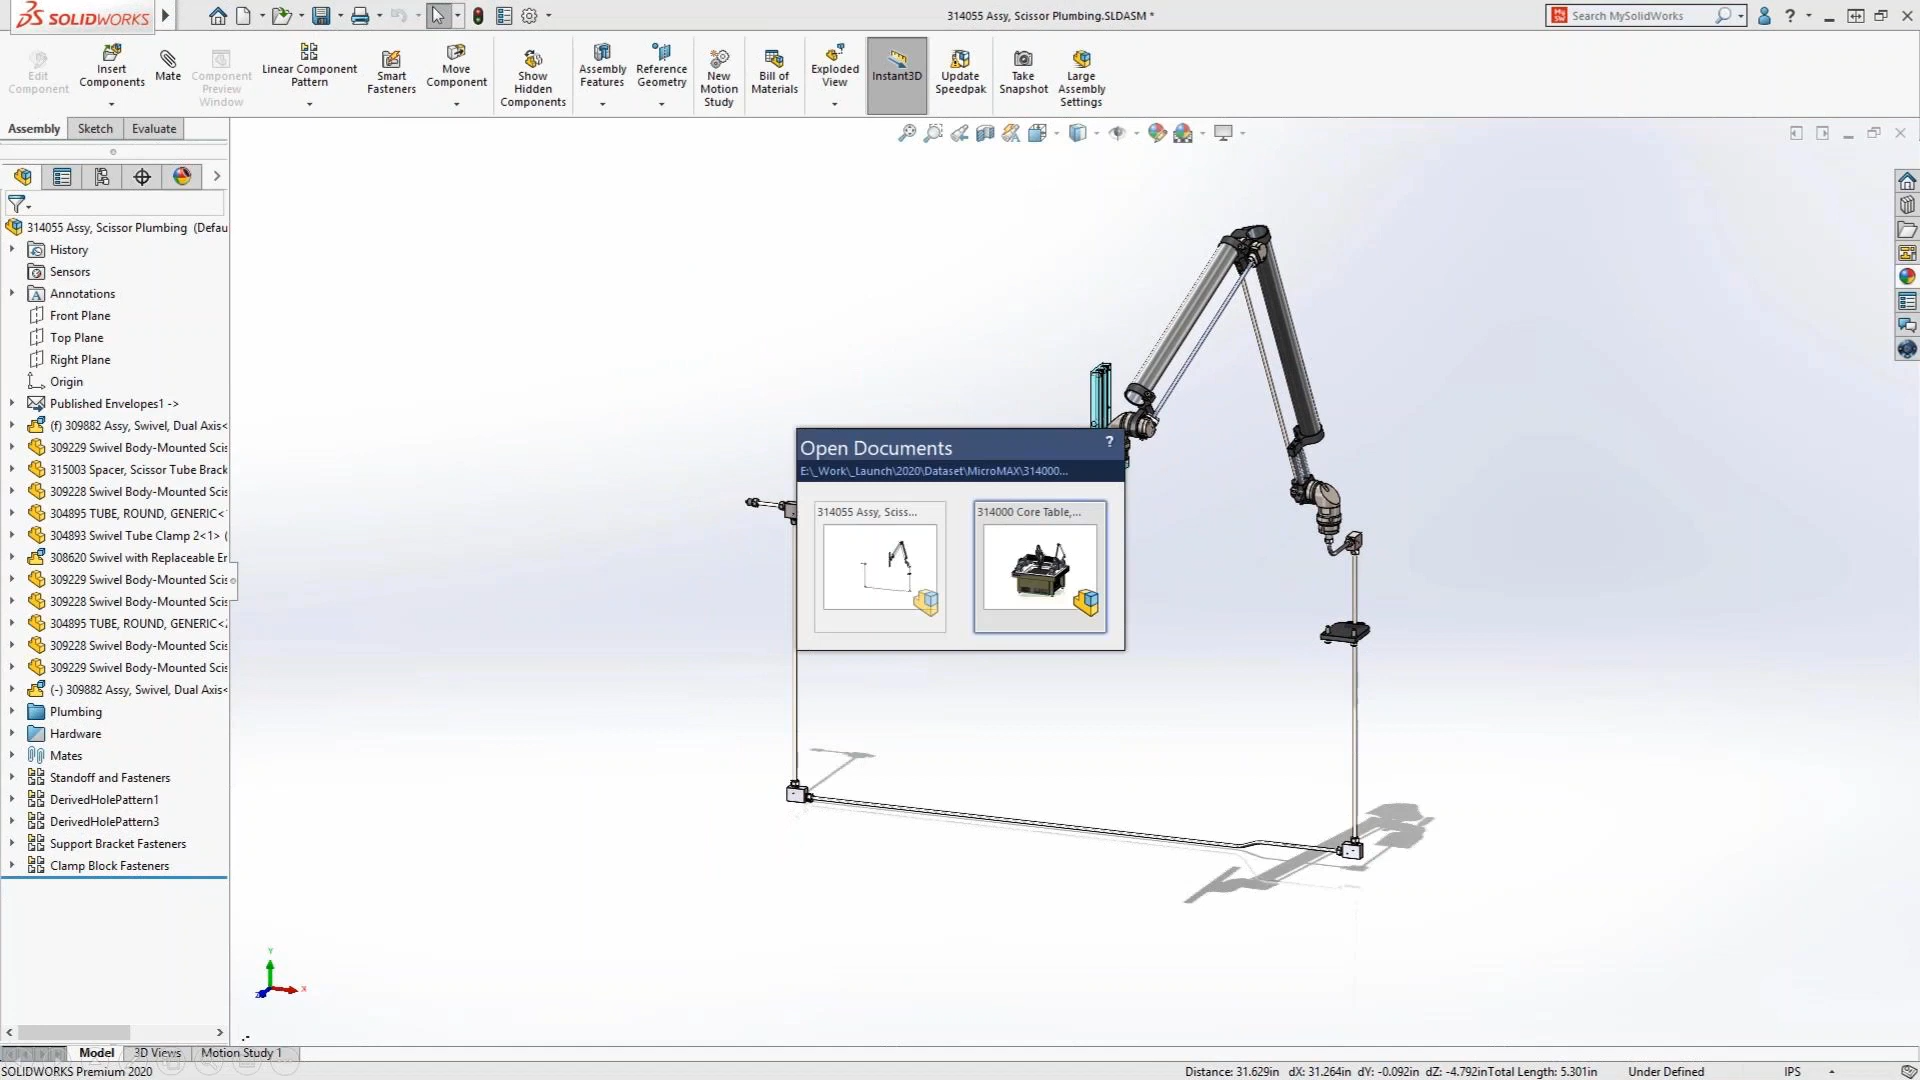 SOLIDWORKS
314055 Assy, Scissor Plumbing.SLDASM *
Search MySolidWorks
Edit Component
Insert Components
Mate
Component Preview Window
Linear Component Pattern
Smart Fasteners
Move Component
Show Hidden Components
Assembly Features
Reference Geometry
New Motion Study
Bill of Materials
Exploded View
Instant3D
Update Speedpak
Take Snapshot
Large Assembly Settings
Assembly
Sketch
Evaluate
314055 Assy, Scissor Plumbing (Defau
History
Sensors
Annotations
Front Plane
Top Plane
Right Plane
Origin
Published Envelopes1 ->
(f) 309882 Assy, Swivel, Dual Axis<
309229 Swivel Body-Mounted Scis
315003 Spacer, Scissor Tube Brack
309228 Swivel Body-Mounted Scis
304895 TUBE, ROUND, GENERIC<
304893 Swivel Tube Clamp 2<1> (
308620 Swivel with Replaceable Er
309229 Swivel Body-Mounted Scis
309228 Swivel Body-Mounted Scis
304895 TUBE, ROUND, GENERIC<
309228 Swivel Body-Mounted Scis
309229 Swivel Body-Mounted Scis
(-) 309882 Assy, Swivel, Dual Axis<
Plumbing
Hardware
Mates
Standoff and Fasteners
DerivedHolePattern1
DerivedHolePattern3
Support Bracket Fasteners
Clamp Block Fasteners
Open Documents
?
E:\_Work\_Launch\2020\Dataset\MicroMAX\314000...
314055 Assy, Sciss...
314000 Core Table,...
Y
X
Z
Model
3D Views
Motion Study 1
SOLIDWORKS Premium 2020
Distance: 31.629in dX: 31.264in dY: -0.092in dZ: -4.792inTotal Length: 5.301in
Under Defined
IPS